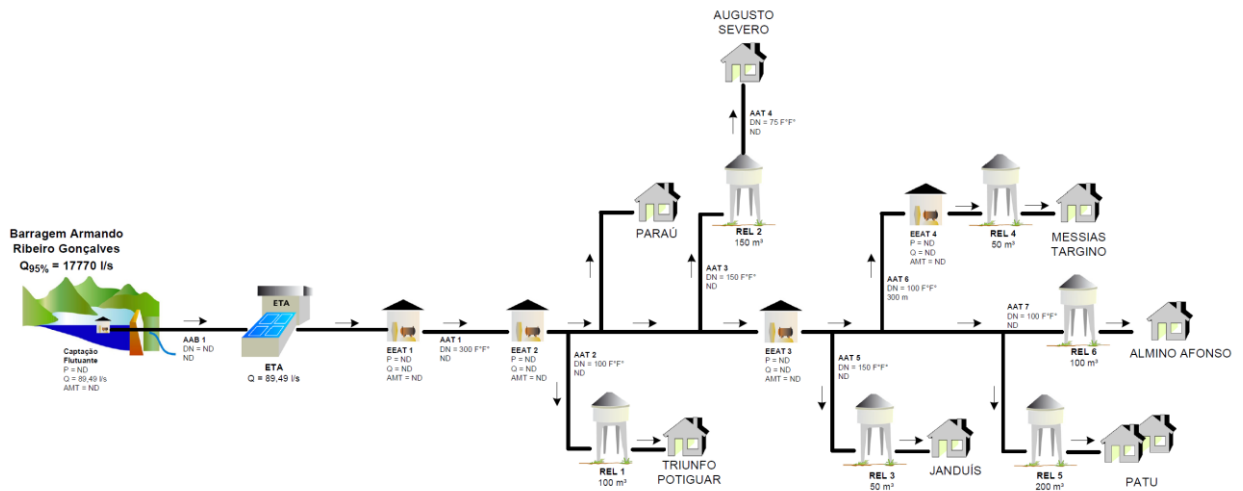 Barragem Armando
Ribeiro Gonçalves
Q95% = 17770 l/s
Captação
Flutuante
P = ND
Q = 89,49 l/s
AMT = ND
AAB 1
DN = ND
ND
ETA
ETA
Q = 89,49 l/s
EEAT 1
P = ND
Q = ND
AMT = ND
AAT 1
DN = 300 F°F°
ND
EEAT 2
P = ND
Q = ND
AMT = ND
AAT 2
DN = 100 F°F°
ND
REL 1
100 m³
TRIUNFO
POTIGUAR
PARAÚ
AAT 3
DN = 150 F°F°
ND
REL 2
150 m³
AAT 4
DN = 75 F°F°
ND
AUGUSTO
SEVERO
EEAT 3
P = ND
Q = ND
AMT = ND
AAT 5
DN = 150 F°F°
ND
REL 3
50 m³
JANDUÍS
AAT 6
DN = 100 F°F°
300 m
EEAT 4
P = ND
Q = ND
AMT = ND
REL 4
50 m³
MESSIAS
TARGINO
AAT 7
DN = 100 F°F°
ND
REL 6
100 m³
ALMINO AFONSO
REL 5
200 m³
PATU